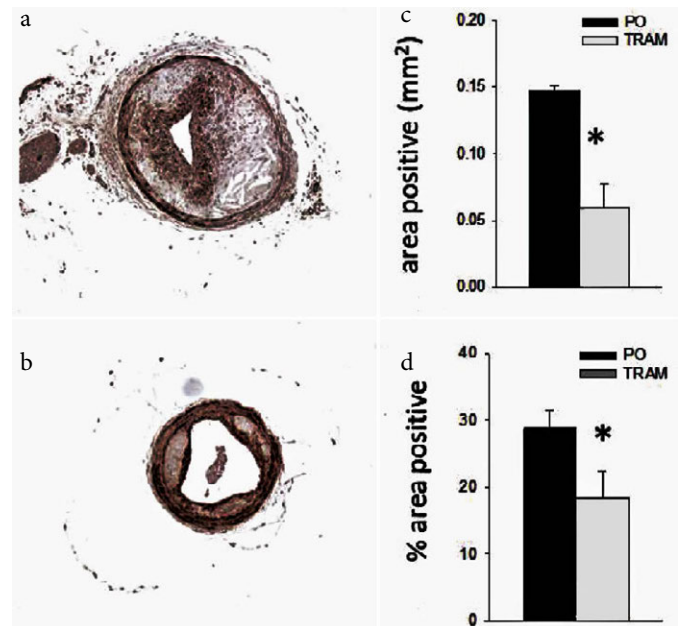 a
b
c
area positive (mm²)
0.20
0.15
0.10
0.05
0.00
PO
TRAM
*
d
% area positive
40
30
20
10
0
PO
TRAM
*